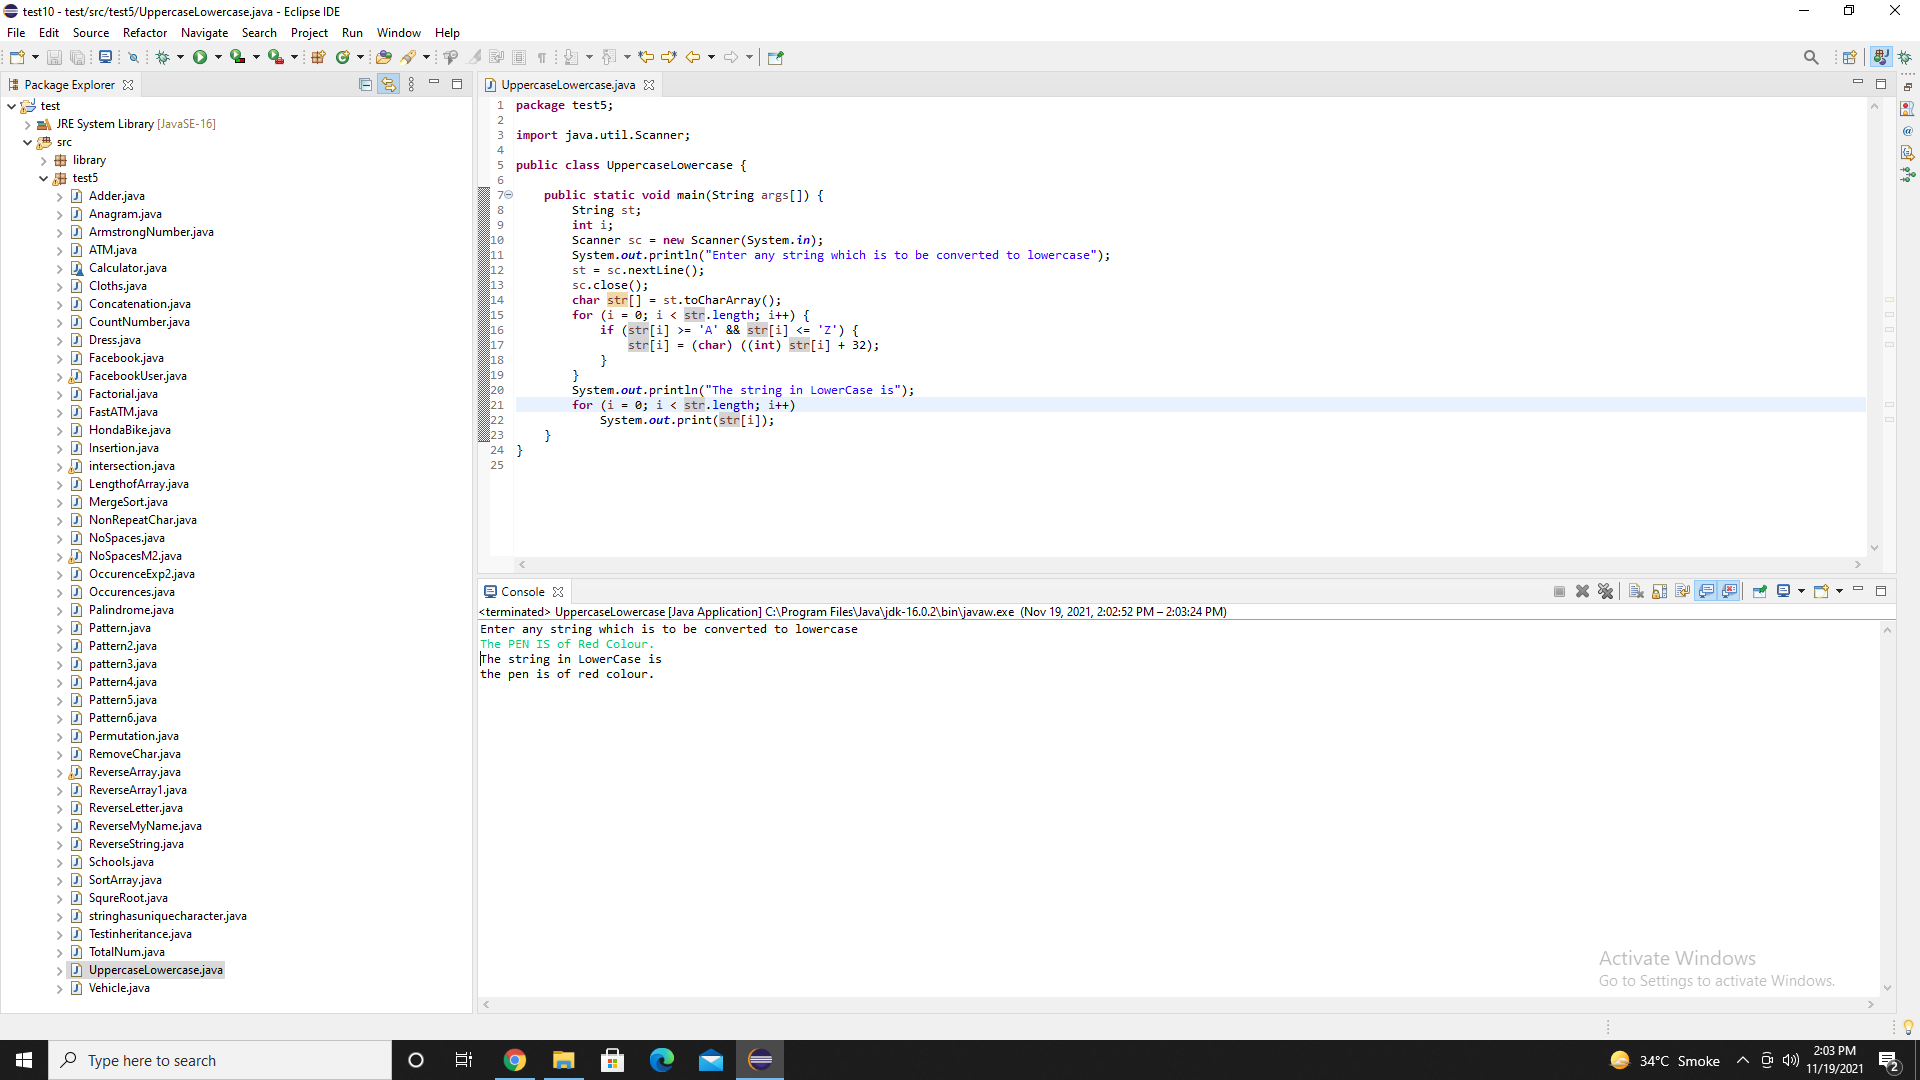 test10 - test/src/test5/UppercaseLowercase.java - Eclipse IDE
File Edit Source Refactor Navigate Search Project Run Window Help
Package Explorer
test
JRE System Library [JavaSE-16]
src
library
test5
Adder.java
Anagram.java
ArmstrongNumber.java
ATM.java
Calculator.java
Cloths.java
Concatenation.java
CountNumber.java
Dress.java
Facebook.java
FacebookUser.java
Factorial.java
FastATM.java
HondaBike.java
Insertion.java
intersection.java
LengthofArray.java
MergeSort.java
NonRepeatChar.java
NoSpaces.java
NoSpacesM2.java
OccurenceExp2.java
Occurences.java
Palindrome.java
Pattern.java
Pattern2.java
pattern3.java
Pattern4.java
Pattern5.java
Pattern6.java
Permutation.java
RemoveChar.java
ReverseArray.java
ReverseArray1.java
ReverseLetter.java
ReverseMyName.java
ReverseString.java
Schools.java
SortArray.java
SqureRoot.java
stringhasuniquecharacter.java
Testinheritance.java
TotalNum.java
UppercaseLowercase.java
Vehicle.java
UppercaseLowercase.java
1 package test5;
2
3 import java.util.Scanner;
4
5 public class UppercaseLowercase {
6
7 public static void main(String args[]) {
8 String st;
9 int i;
10 Scanner sc = new Scanner(System.in);
11 System.out.println("Enter any string which is to be converted to lowercase");
12 st = sc.nextLine();
13 sc.close();
14 char str[] = st.toCharArray();
15 for (i = 0; i < str.length; i++) {
16 if (str[i] >= 'A' && str[i] <= 'Z') {
17 str[i] = (char) ((int) str[i] + 32);
18 }
19 }
20 System.out.println("The string in LowerCase is");
21 for (i = 0; i < str.length; i++)
22 System.out.print(str[i]);
23 }
24 }
25
Console
<terminated> UppercaseLowercase [Java Application] C:\Program Files\Java\jdk-16.0.2\bin\javaw.exe (Nov 19, 2021, 2:02:52 PM – 2:03:24 PM)
Enter any string which is to be converted to lowercase
The PEN IS of Red Colour.
The string in LowerCase is
the pen is of red colour.
Activate Windows
Go to Settings to activate Windows.
Type here to search
34°C Smoke
2:03 PM
11/19/2021
2